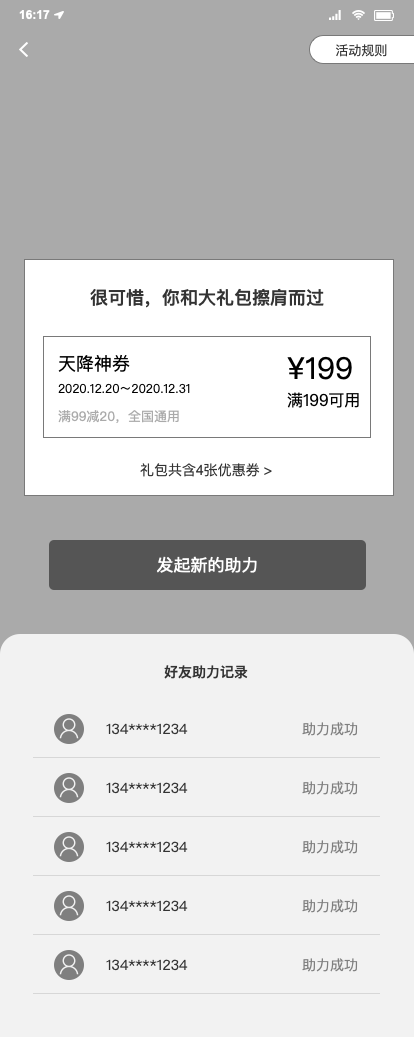 16:17
活动规则
很可惜，你和大礼包擦肩而过
天降神券
¥199
2020.12.20～2020.12.31
满199可用
满99减20，全国通用
礼包共含4张优惠券 >
发起新的助力
好友助力记录
134****1234 助力成功
134****1234 助力成功
134****1234 助力成功
134****1234 助力成功
134****1234 助力成功